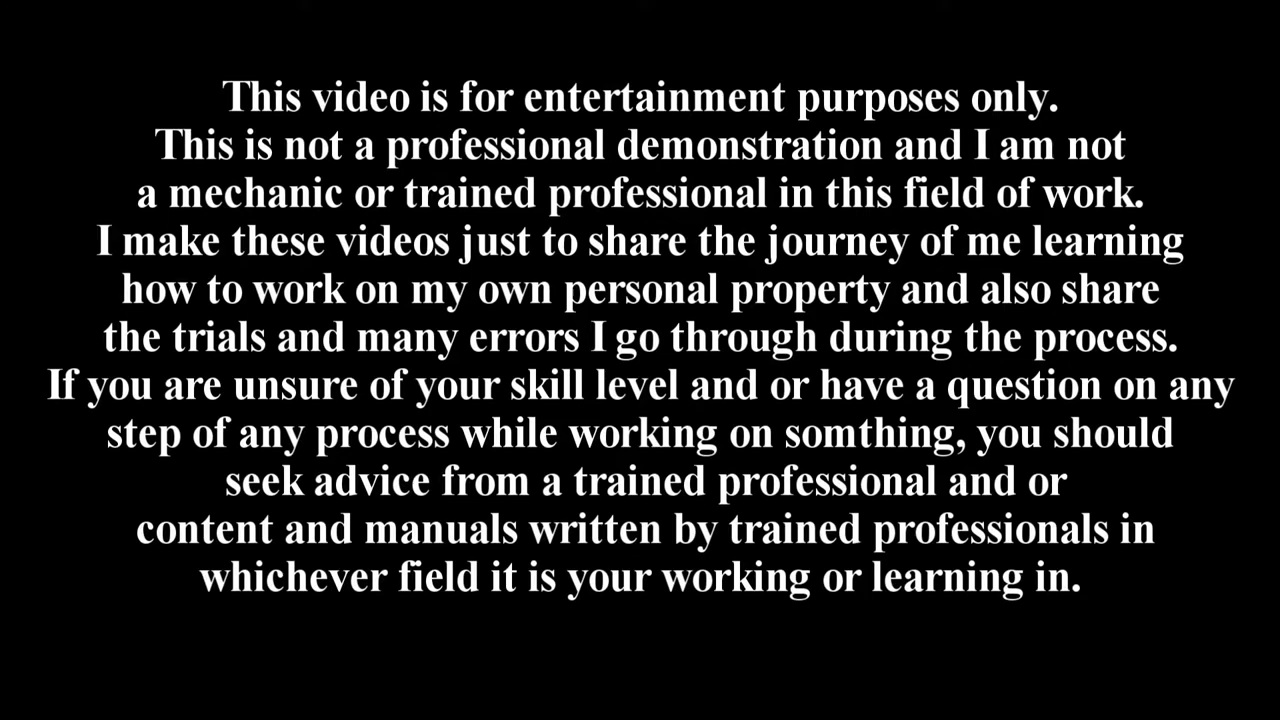 This video is for entertainment purposes only.
This is not a professional demonstration and I am not
a mechanic or trained professional in this field of work.
I make these videos just to share the journey of me learning
how to work on my own personal property and also share
the trials and many errors I go through during the process.
If you are unsure of your skill level and or have a question on any
step of any process while working on somthing, you should
seek advice from a trained professional and or
content and manuals written by trained professionals in
whichever field it is your working or learning in.